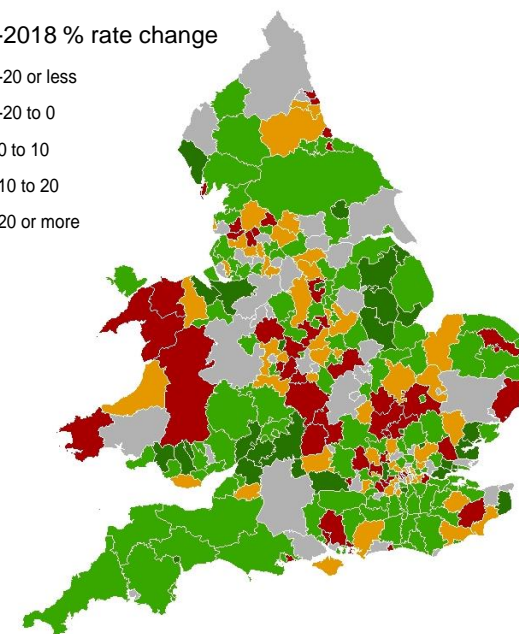 -2018 % rate change
-20 or less
-20 to 0
0 to 10
10 to 20
20 or more